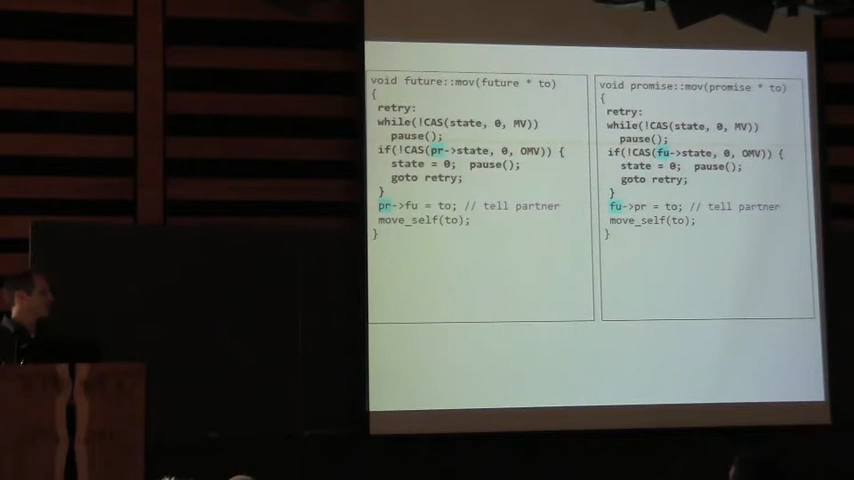 void future::mov(future * to)
{
retry:
while(!CAS(state, 0, MV))
pause();
if(!CAS(pr->state, 0, OMV)) {
state = 0;  pause();
goto retry;
}
pr->fu = to; // tell partner
move_self(to);
}
void promise::mov(promise * to)
{
retry:
while(!CAS(state, 0, MV))
pause();
if(!CAS(fu->state, 0, OMV)) {
state = 0;  pause();
goto retry;
}
fu->pr = to; // tell partner
move_self(to);
}